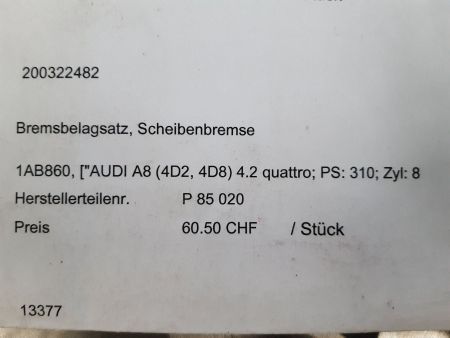 200322482
Bremsbelagsatz, Scheibenbremse
1AB860, ["AUDI A8 (4D2, 4D8) 4.2 quattro; PS: 310; Zyl: 8
Herstellerteilenr. P 85 020
Preis 60.50 CHF / Stück
13377